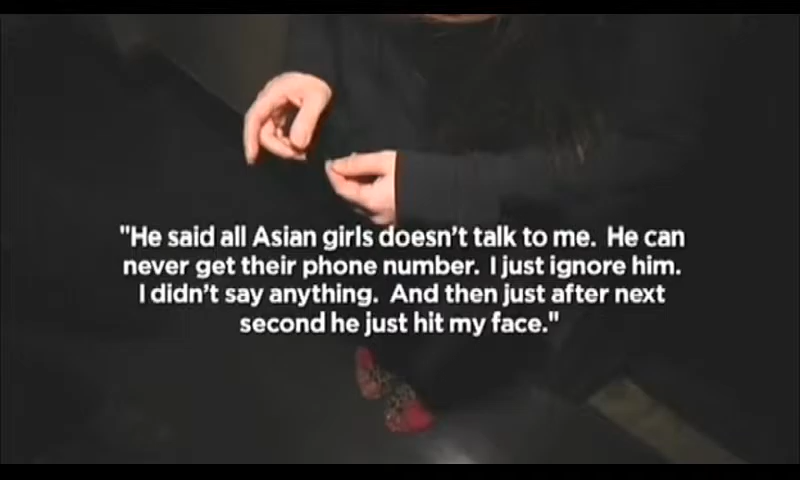 "He said all Asian girls doesn't talk to me.  He can
never get their phone number.  I just ignore him.
I didn't say anything.  And then just after next
second he just hit my face."